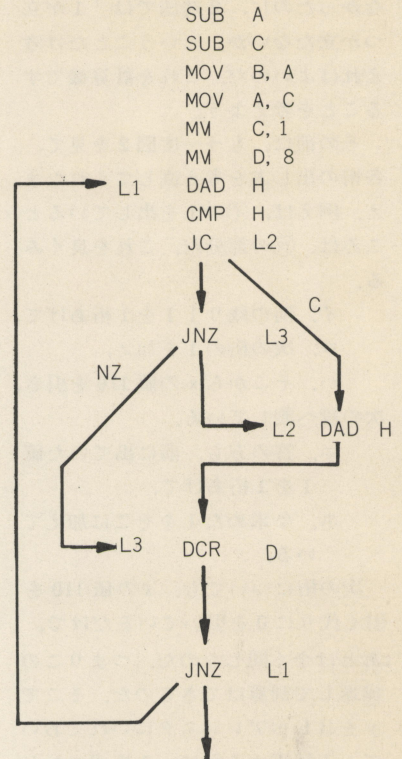 SUB A
SUB C
MOV B, A
MOV A, C
MVI C, 1
MVI D, 8
L1 DAD H
CMP H
JC L2
C
JNZ L3
NZ
L2 DAD H
L3 DCR D
JNZ L1